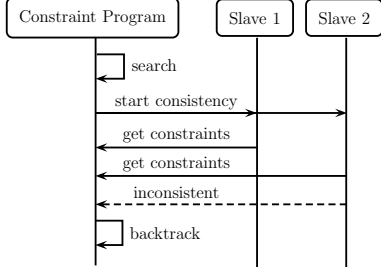 Constraint Program
Slave 1
Slave 2
search
start consistency
get constraints
get constraints
inconsistent
backtrack